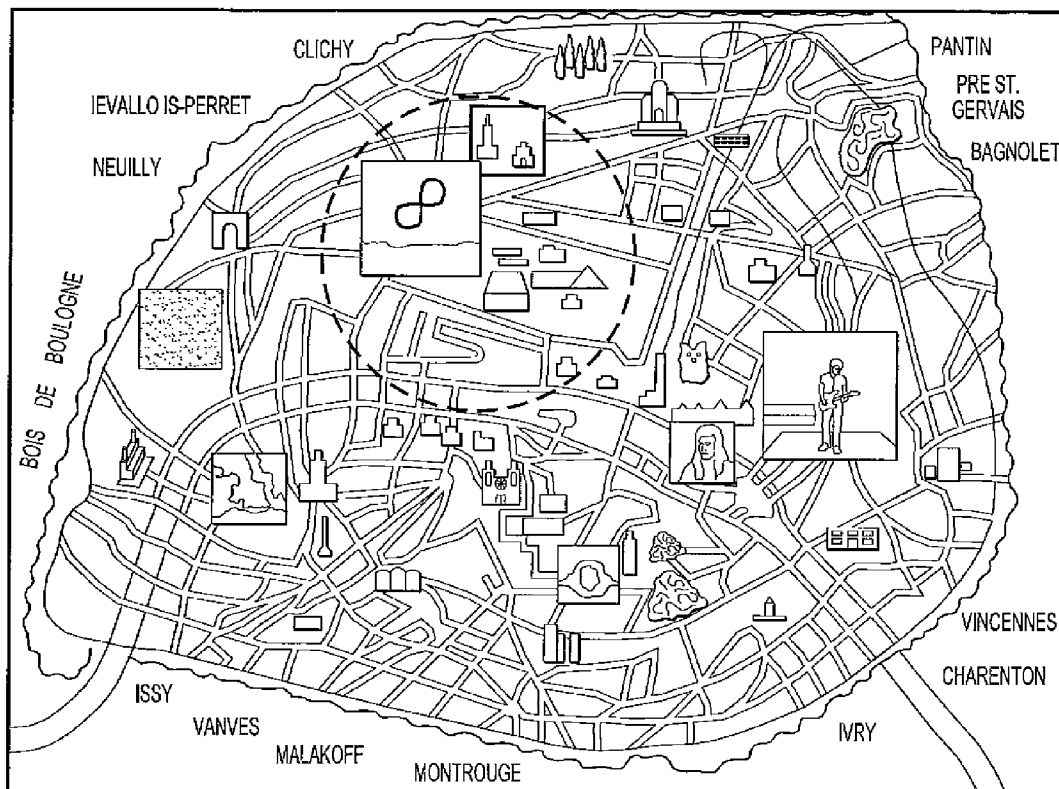 CLICHY
PANTIN
PRE ST.
GERVAIS
IEVALLO IS-PERRET
NEUILLY
BAGNOLET
BOIS DE BOULOGNE
VINCENNES
CHARENTON
ISSY
VANVES
IVRY
MALAKOFF
MONTROUGE